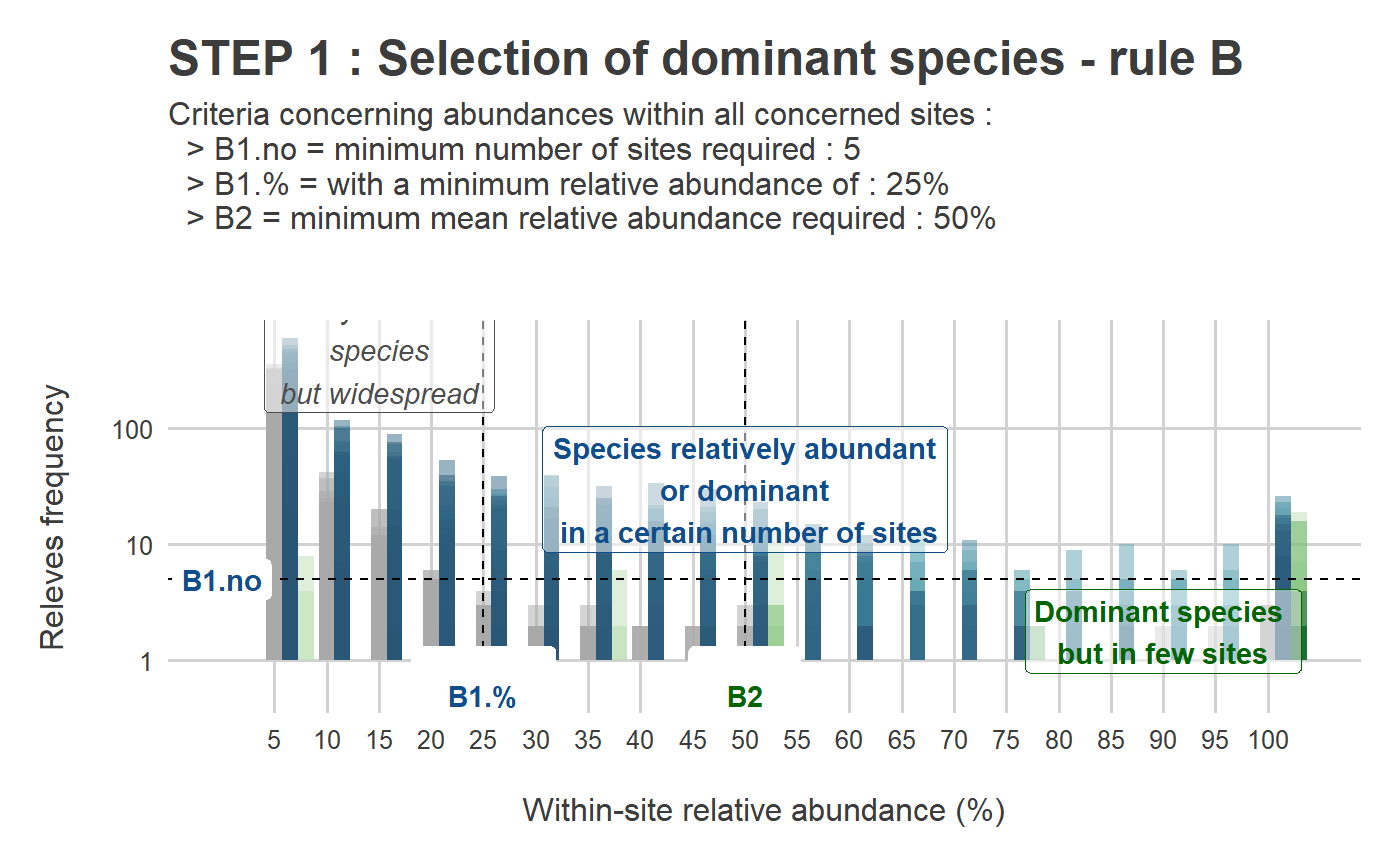 STEP 1 : Selection of dominant species - rule B
Criteria concerning abundances within all concerned sites :
> B1.no = minimum number of sites required : 5
> B1.% = with a minimum relative abundance of : 25%
> B2 = minimum mean relative abundance required : 50%
species
but widespread
100
Species relatively abundant
or dominant
in a certain number of sites
10
B1.no
Dominant species
but in few sites
1
B1.%
B2
5 10 15 20 25 30 35 40 45 50 55 60 65 70 75 80 85 90 95 100
Within-site relative abundance (%)
Releves frequency